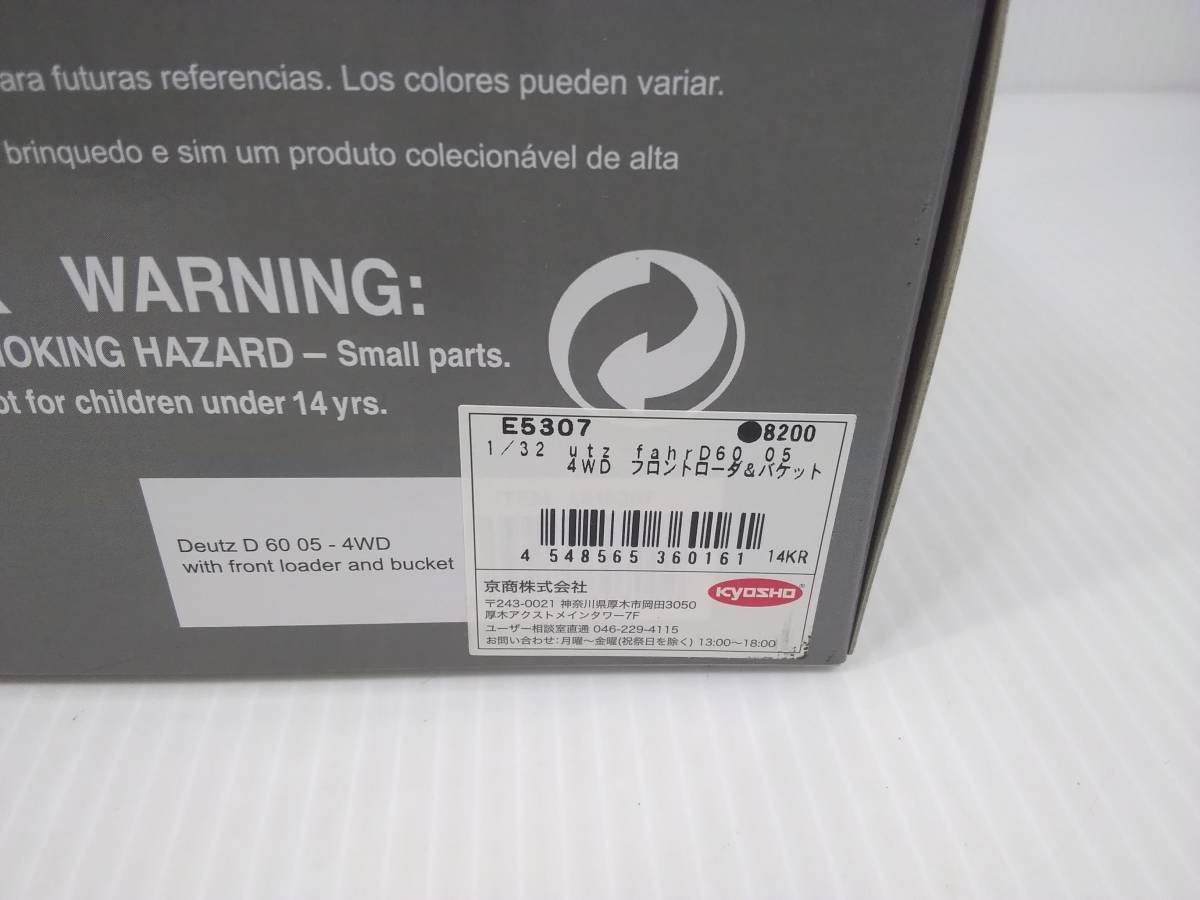 ara futuras referencias. Los colores pueden variar.
brinquedo e sim um produto colecionável de alta
WARNING:
HAZARD – Small parts.
for children under 14 yrs.
Deutz D 60 05 - 4WD
with front loader and bucket
E5307 ●8200
1/32 utz fahrD60 05
4WD フロントローダ&バケット
4 548565 360161 14KR
京商株式会社
KYOSHO
〒243-0021 神奈川県厚木市岡田3050
厚木アクストメインタワー7F
ユーザー相談室直通 046-229-4115
お問い合わせ:月曜〜金曜(祝祭日を除く) 13:00〜18:00